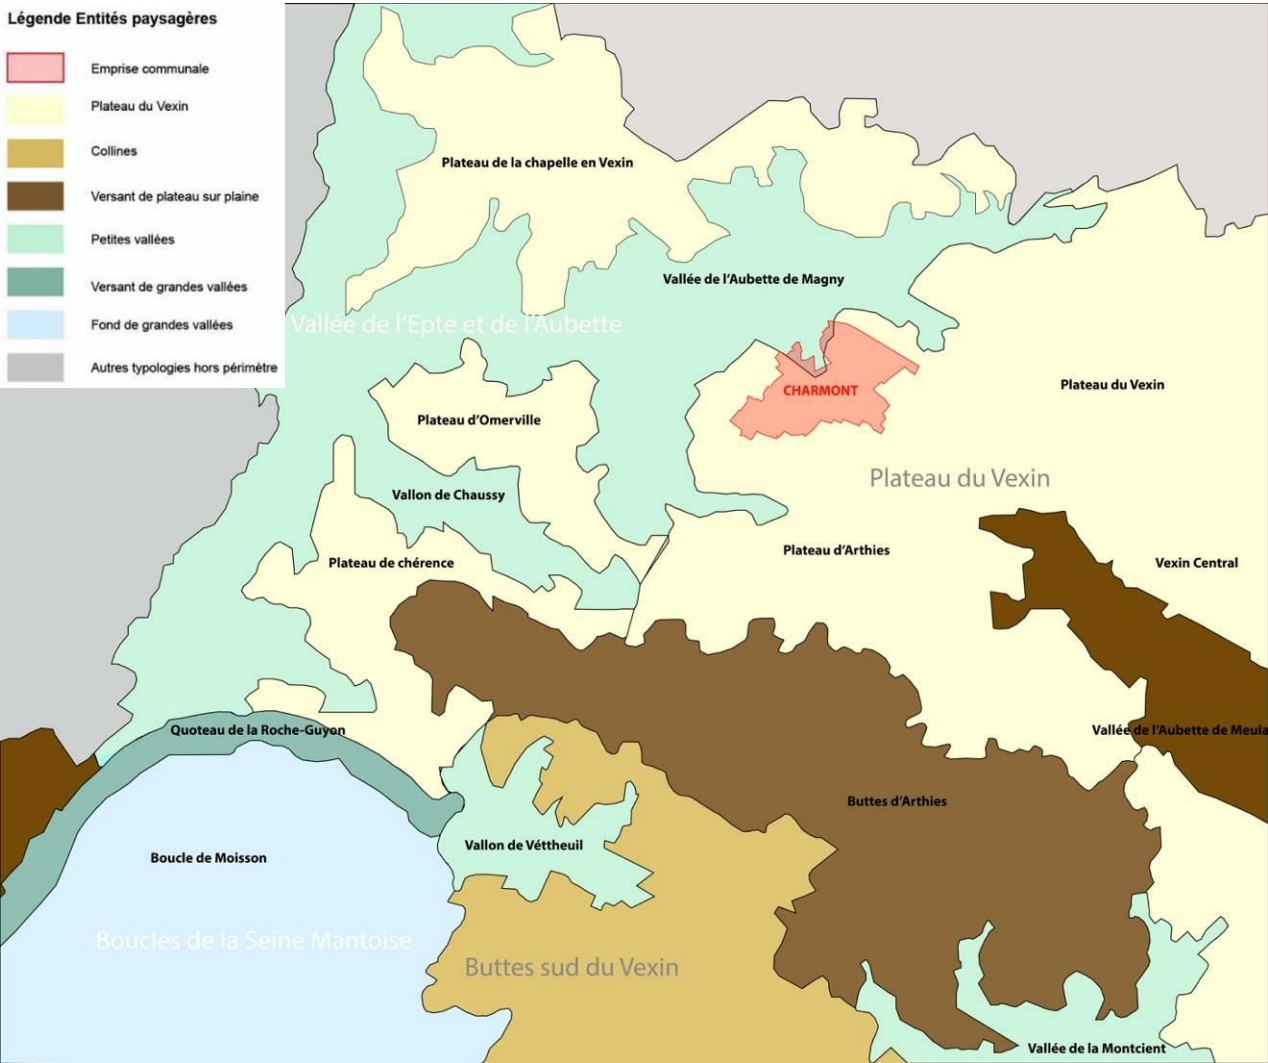 Légende Entités paysagères
Emprise communale
Plateau du Vexin
Collines
Versant de plateau sur plaine
Petites vallées
Versant de grandes vallées
Fond de grandes vallées
Autres typologies hors périmètre
Plateau de la chapelle en Vexin
Vallée de l'Aubette de Magny
Vallée de l'Epte et de l'Aubette
CHARMONT
Plateau du Vexin
Plateau d'Omerville
Plateau du Vexin
Vallon de Chaussy
Plateau d'Arthies
Plateau de chérence
Vexin Central
Quoteau de la Roche-Guyon
Vallée de l'Aubette de Meula
Buttes d'Arthies
Vallon de Véttheuil
Boucle de Moisson
Boucles de la Seine Mantoise
Buttes sud du Vexin
Vallée de la Montcient